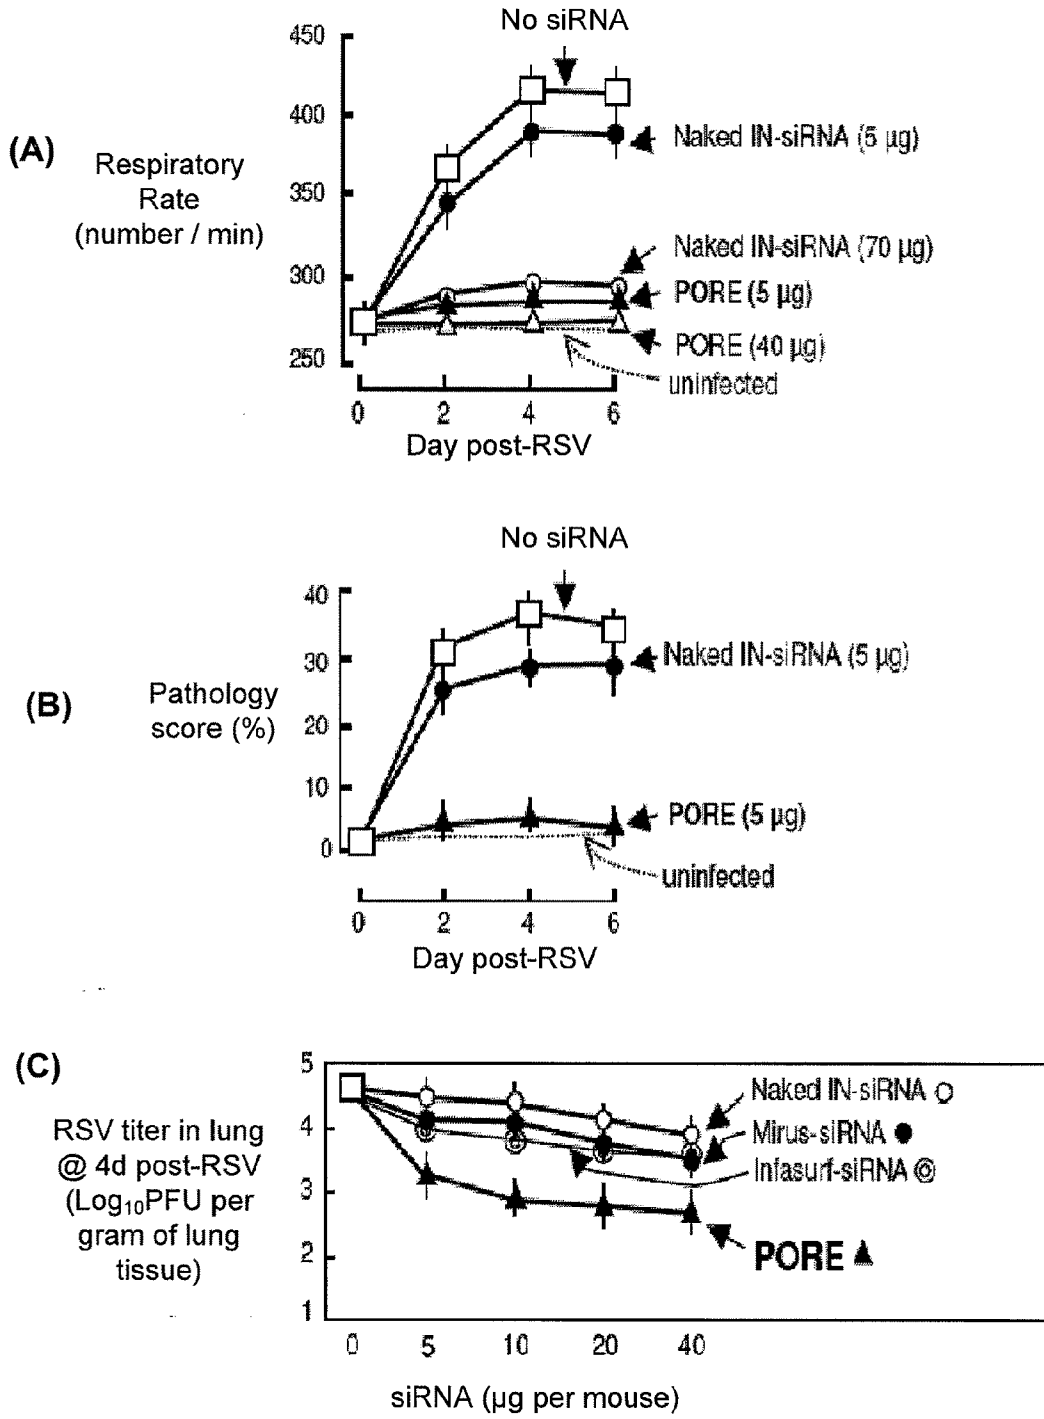 No siRNA
450
400
350
300
250
(A)
Respiratory
Rate
(number / min)
Naked IN-siRNA (5 µg)
Naked IN-siRNA (70 µg)
PORE (5 µg)
PORE (40 µg)
uninfected
0 2 4 6
Day post-RSV
No siRNA
40
30
20
10
0
(B)
Pathology
score (%)
Naked IN-siRNA (5 µg)
PORE (5 µg)
uninfected
0 2 4 6
Day post-RSV
(C)
5
4
3
2
1
RSV titer in lung
@ 4d post-RSV
(Log₁₀PFU per
gram of lung
tissue)
Naked IN-siRNA
Mirus-siRNA
Infasurf-siRNA
PORE
0 5 10 20 40
siRNA (µg per mouse)